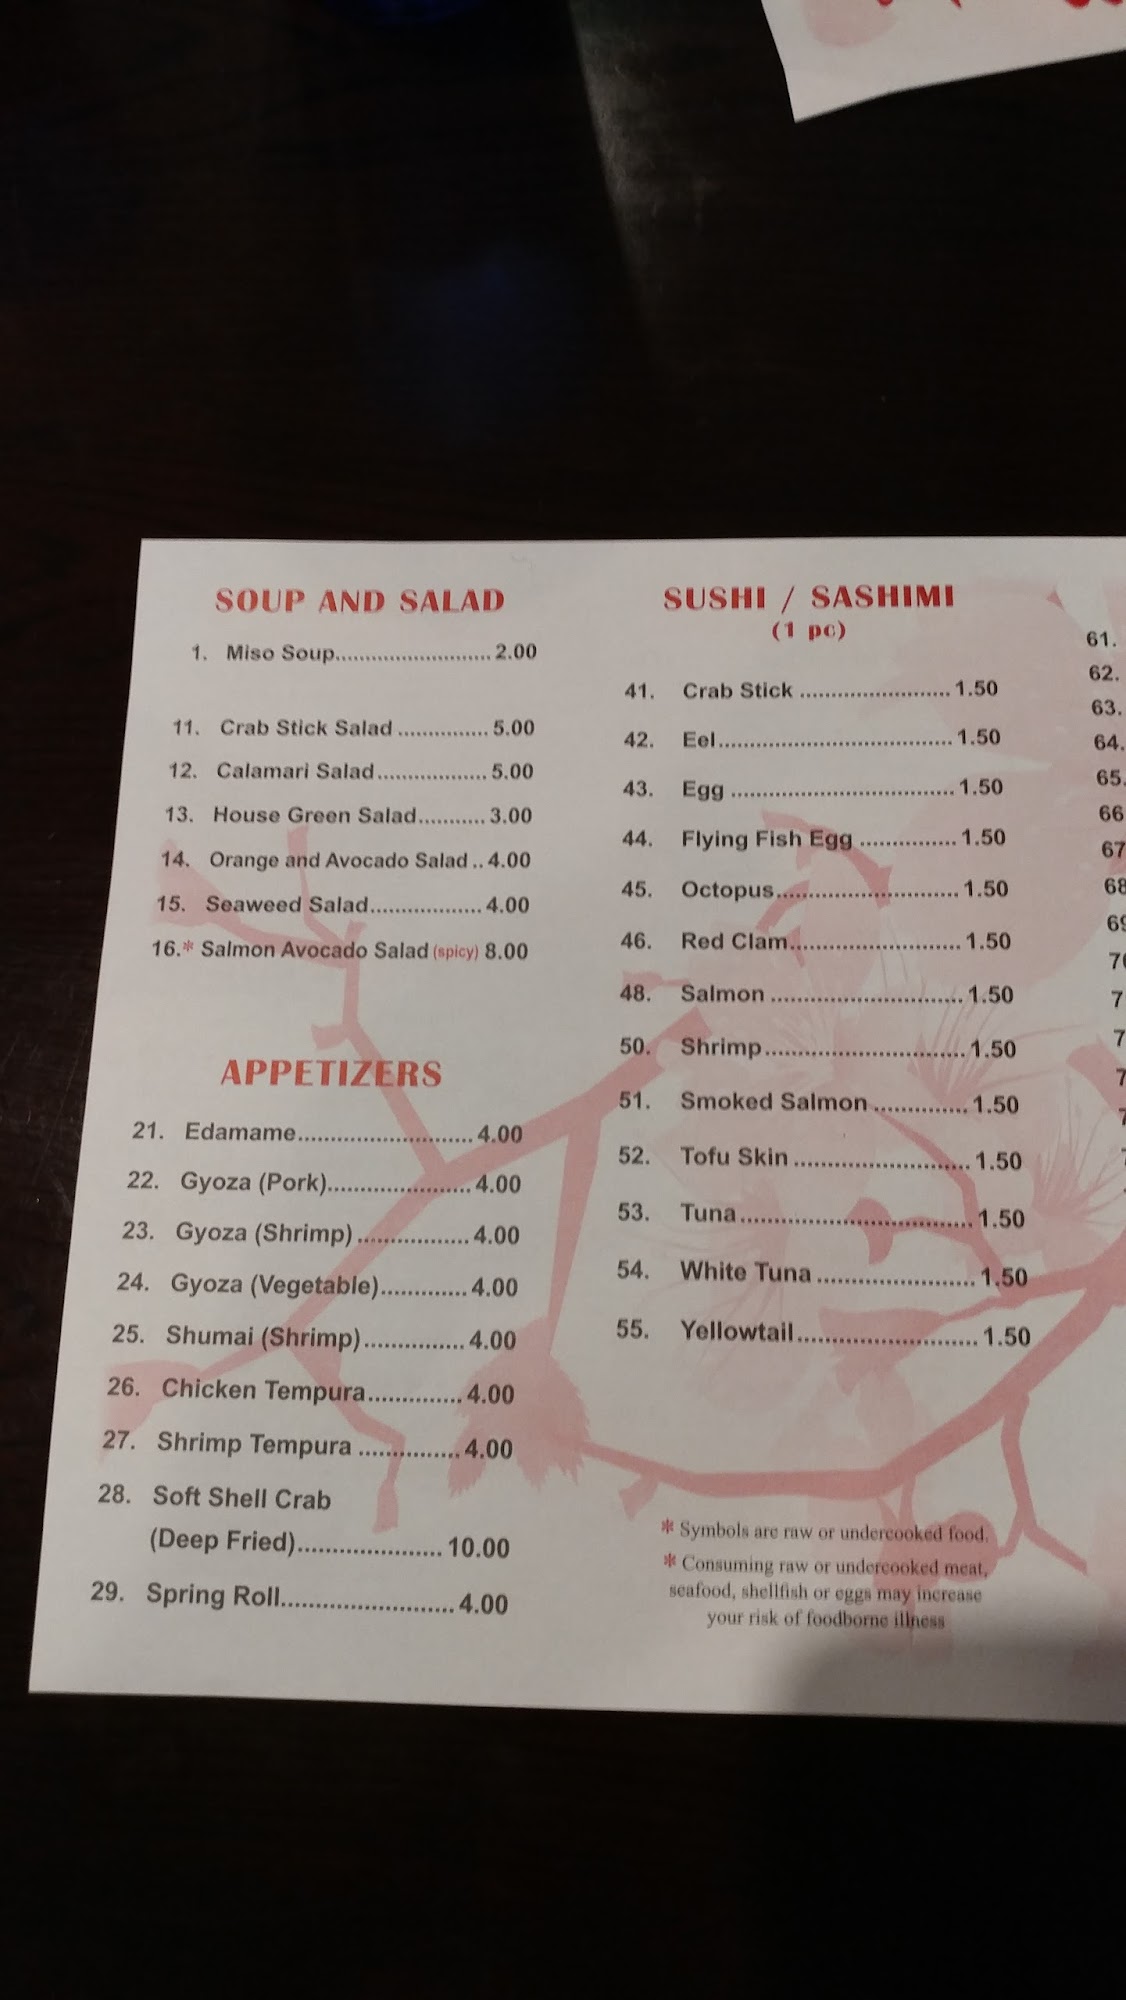 SOUP AND SALAD
1. Miso Soup..........................2.00
11. Crab Stick Salad ...............5.00
12. Calamari Salad..................5.00
13. House Green Salad...........3.00
14. Orange and Avocado Salad ..4.00
15. Seaweed Salad..................4.00
16.* Salmon Avocado Salad (spicy) 8.00
APPETIZERS
21. Edamame..........................4.00
22. Gyoza (Pork).....................4.00
23. Gyoza (Shrimp) .................4.00
24. Gyoza (Vegetable).............4.00
25. Shumai (Shrimp)...............4.00
26. Chicken Tempura..............4.00
27. Shrimp Tempura ...............4.00
28. Soft Shell Crab
(Deep Fried)..................... 10.00
29. Spring Roll.........................4.00
SUSHI / SASHIMI
(1 pc)
41. Crab Stick ......................1.50
42. Eel...................................1.50
43. Egg .................................1.50
44. Flying Fish Egg ..............1.50
45. Octopus...........................1.50
46. Red Clam.........................1.50
48. Salmon ............................1.50
50. Shrimp.............................1.50
51. Smoked Salmon ..............1.50
52. Tofu Skin ..........................1.50
53. Tuna..................................1.50
54. White Tuna .......................1.50
55. Yellowtail...........................1.50
* Symbols are raw or undercooked food.
* Consuming raw or undercooked meat,
seafood, shellfish or eggs may increase
your risk of foodborne illness
61.
62.
63.
64.
65.
66
67
68